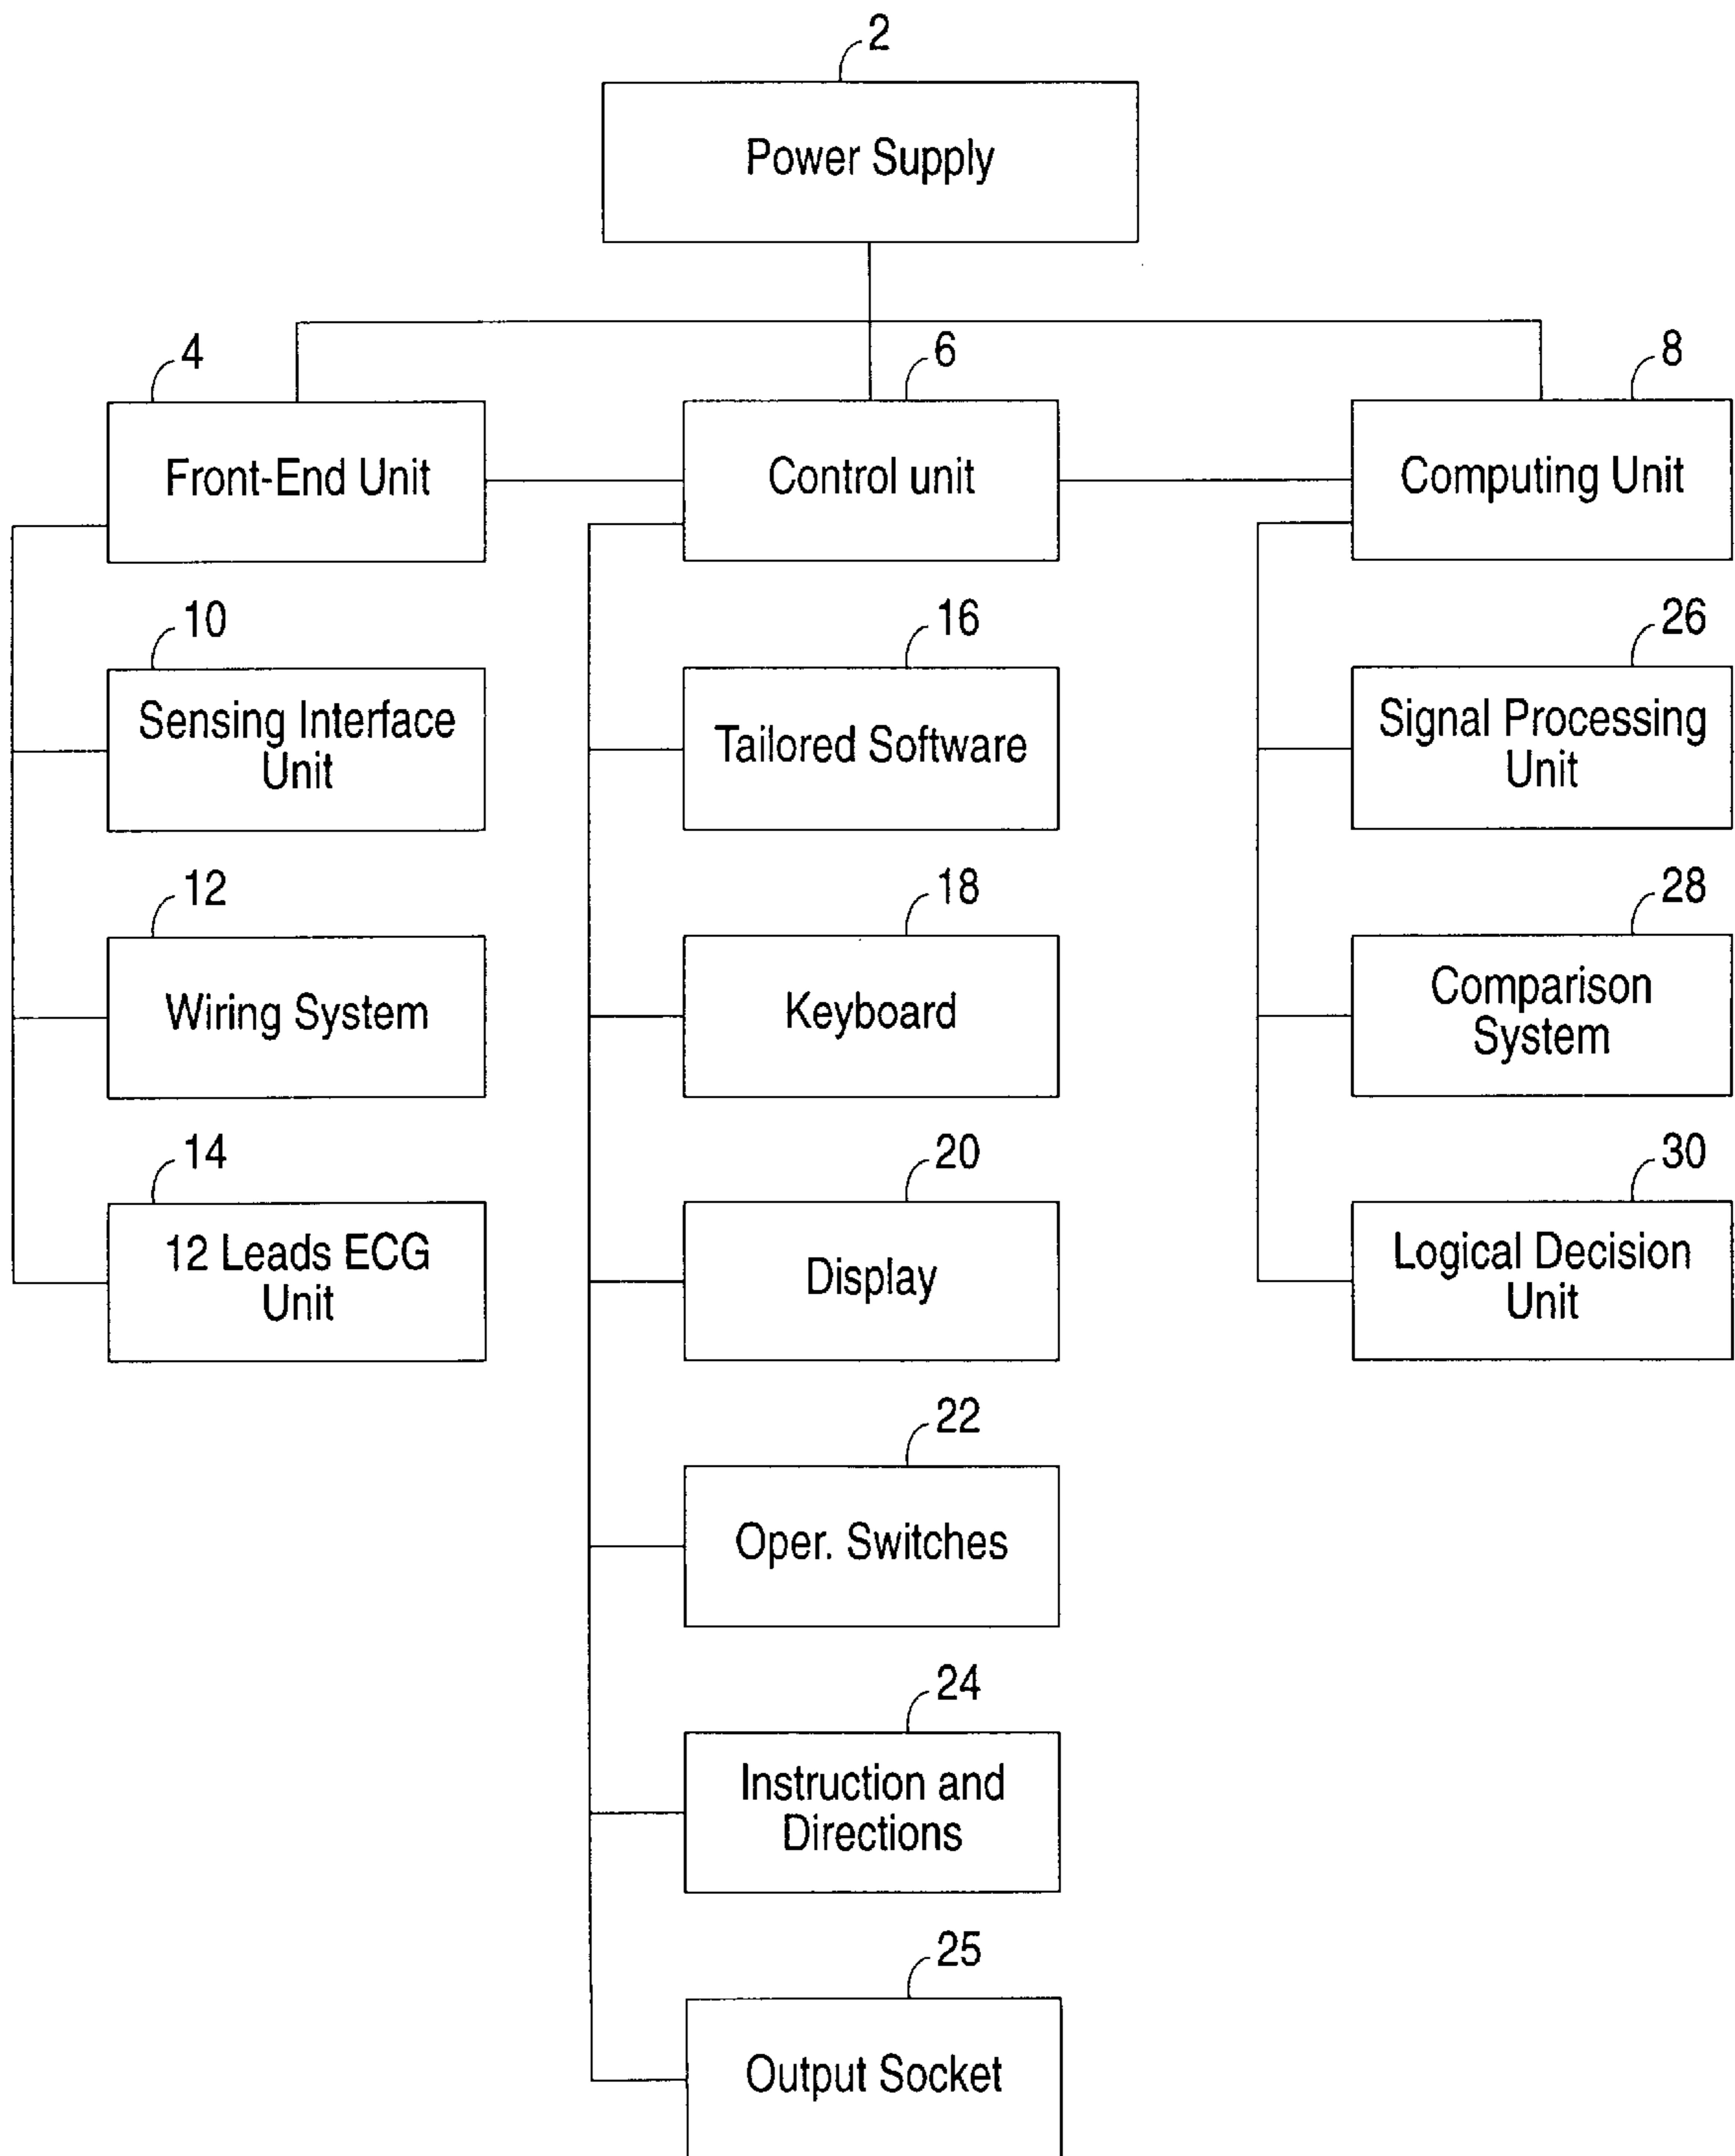 2
Power Supply
4
Front-End Unit
6
Control unit
8
Computing Unit
10
Sensing Interface
Unit
16
Tailored Software
26
Signal Processing
Unit
12
Wiring System
18
Keyboard
28
Comparison
System
14
12 Leads ECG
Unit
20
Display
30
Logical Decision
Unit
22
Oper. Switches
24
Instruction and
Directions
25
Output Socket